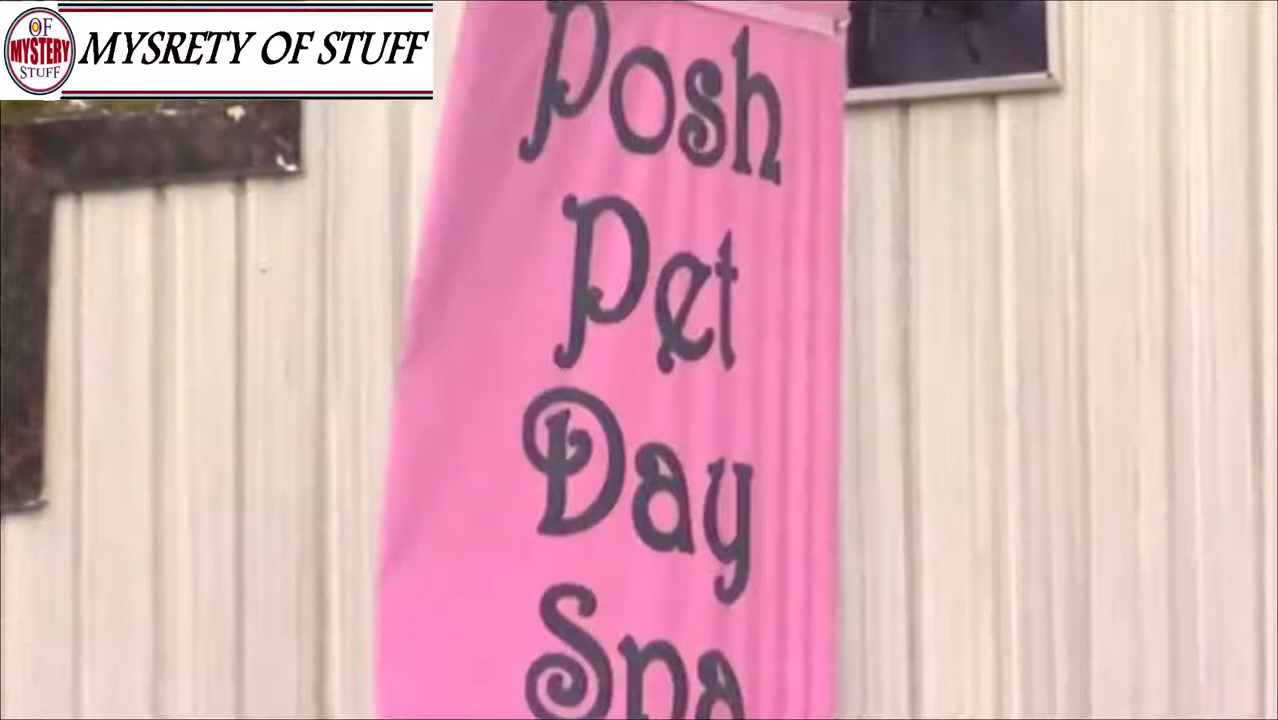 OF
MYSTERY
STUFF
MYSRETY OF STUFF
Posh
Pet
Day
Spa